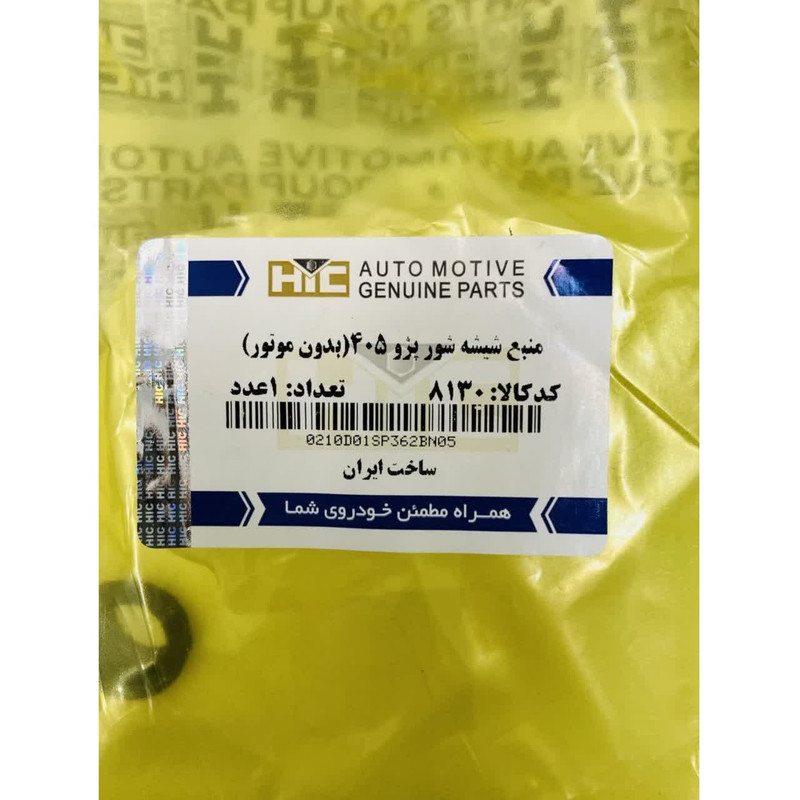 HIC AUTO MOTIVE
GENUINE PARTS
منبع شیشه شور پژو ۴۰۵(بدون موتور)
کدکالا: ۸۱۳۰ تعداد: ۱عدد
0210D01SP362BN05
ساخت ایران
همراه مطمئن خودروی شما